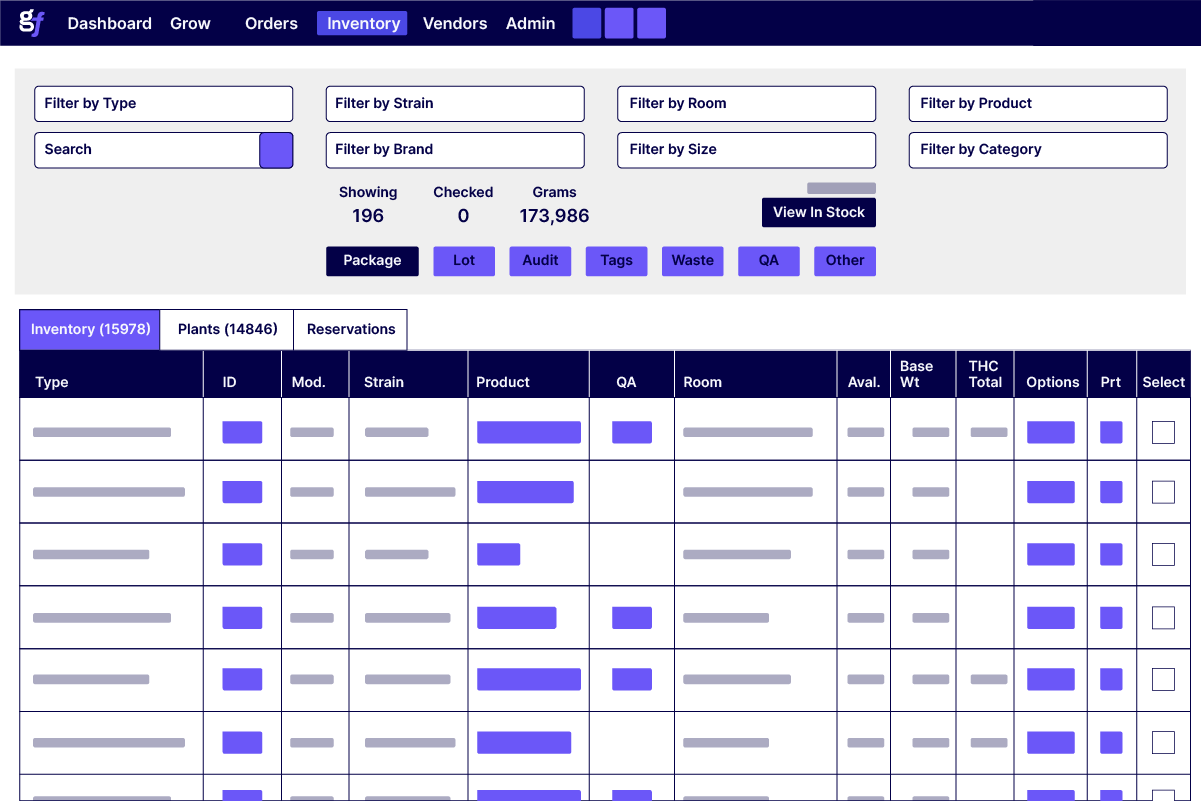 gf Dashboard Grow Orders Inventory Vendors Admin
Filter by Type Filter by Strain Filter by Room Filter by Product
Search Filter by Brand Filter by Size Filter by Category
Showing Checked Grams
196 0 173,986 View In Stock
Package Lot Audit Tags Waste QA Other
Inventory (15978) Plants (14846) Reservations
Type ID Mod. Strain Product QA Room Aval. Base Wt THC Total Options Prt Select